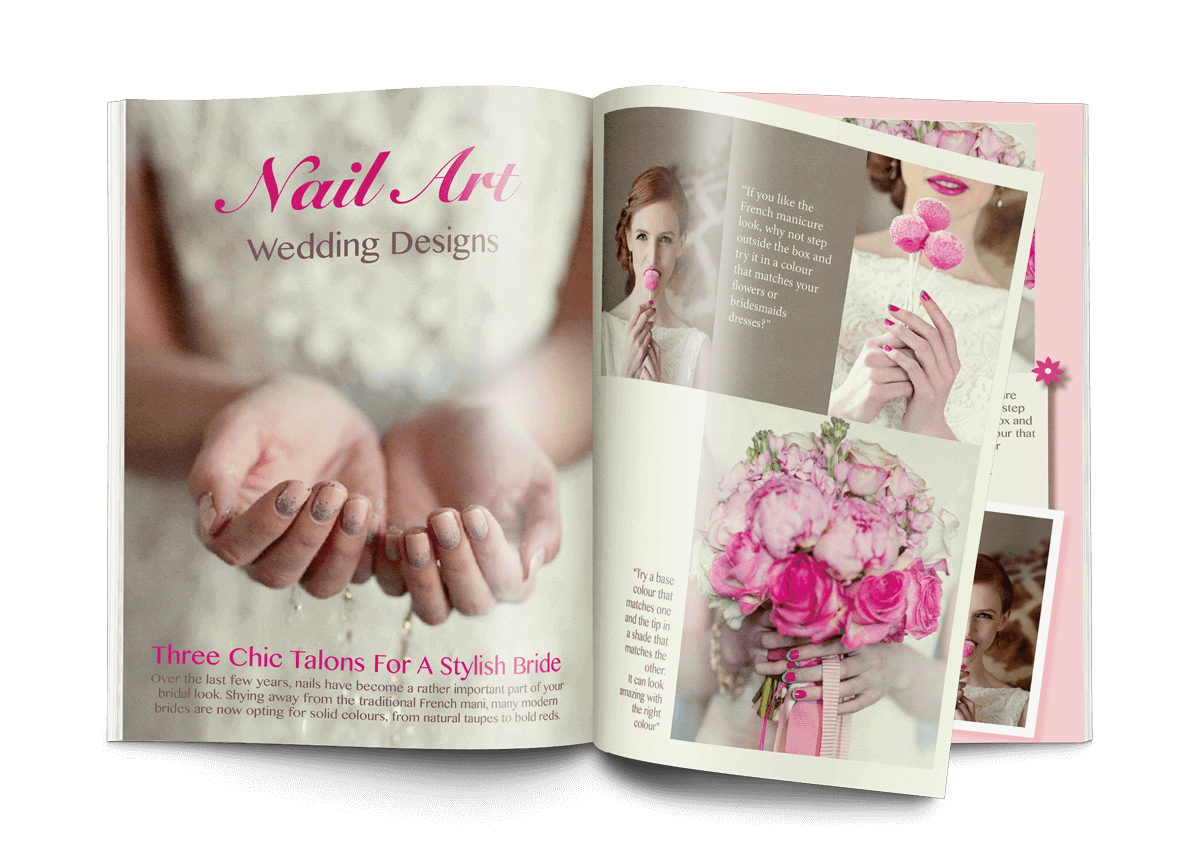 Nail Art
Wedding Designs
Three Chic Talons For A Stylish Bride
Over the last few years, nails have become a rather important part of your
bridal look. Shying away from the traditional French mani, many modern
brides are now opting for solid colours, from natural taupes to bold reds.
"If you like the
French manicure
look, why not step
outside the box and
try it in a colour
that matches your
flowers or
bridesmaids
dresses?"
"Try a base
colour that
matches one
and the tip in
a shade that
matches the
other.
It can look
amazing with
the right
colour"
step
and
that